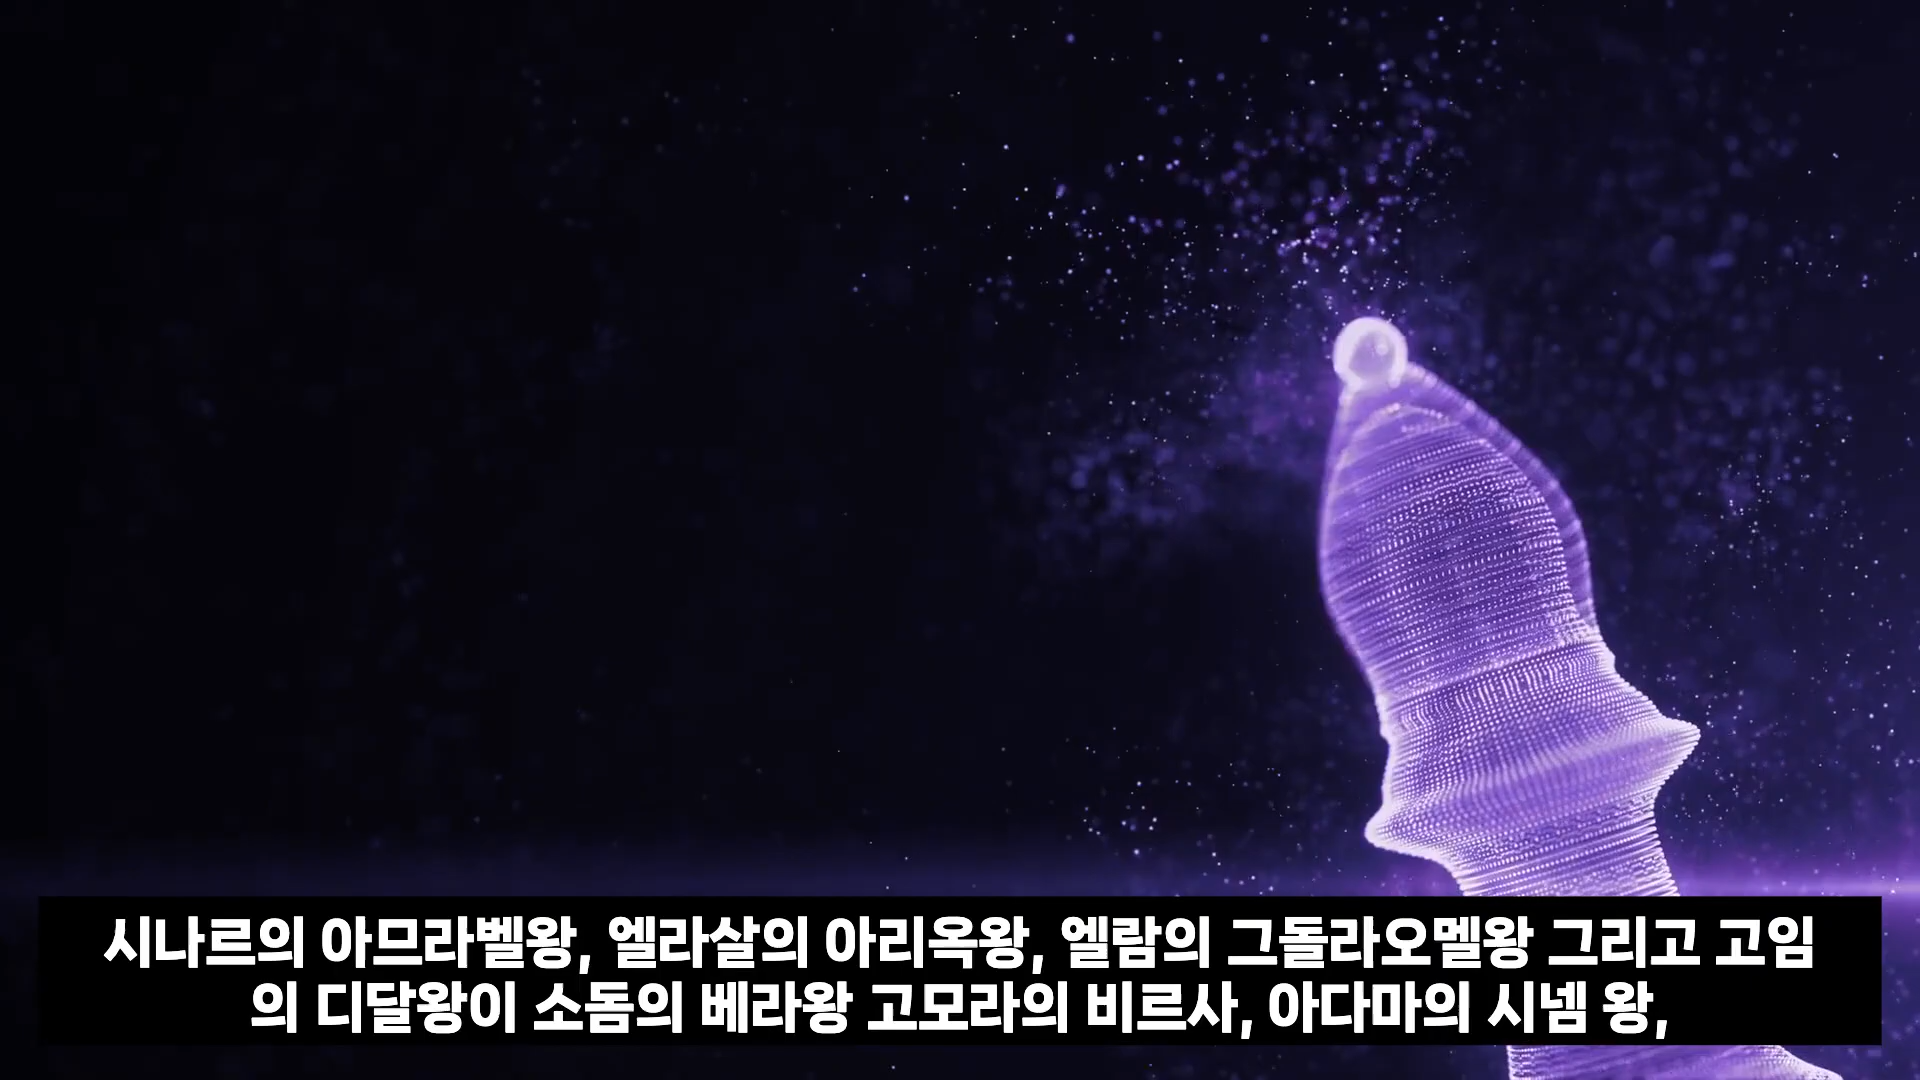 시나르의 아므라벨왕, 엘라살의 아리옥왕, 엘람의 그돌라오멜왕 그리고 고임
의 디달왕이 소돔의 베라왕 고모라의 비르사, 아다마의 시넴 왕,